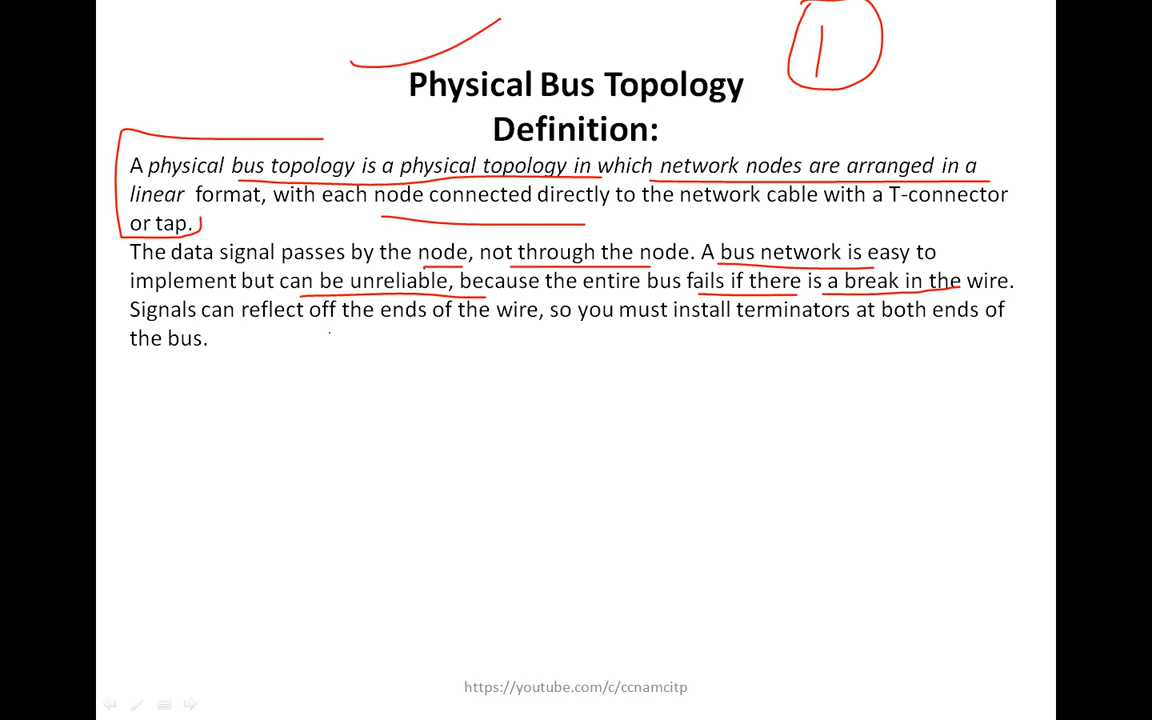 1
Physical Bus Topology
Definition:
A physical bus topology is a physical topology in which network nodes are arranged in a
linear format, with each node connected directly to the network cable with a T-connector
or tap.
The data signal passes by the node, not through the node. A bus network is easy to
implement but can be unreliable, because the entire bus fails if there is a break in the wire.
Signals can reflect off the ends of the wire, so you must install terminators at both ends of
the bus.
https://youtube.com/c/ccnamcitp